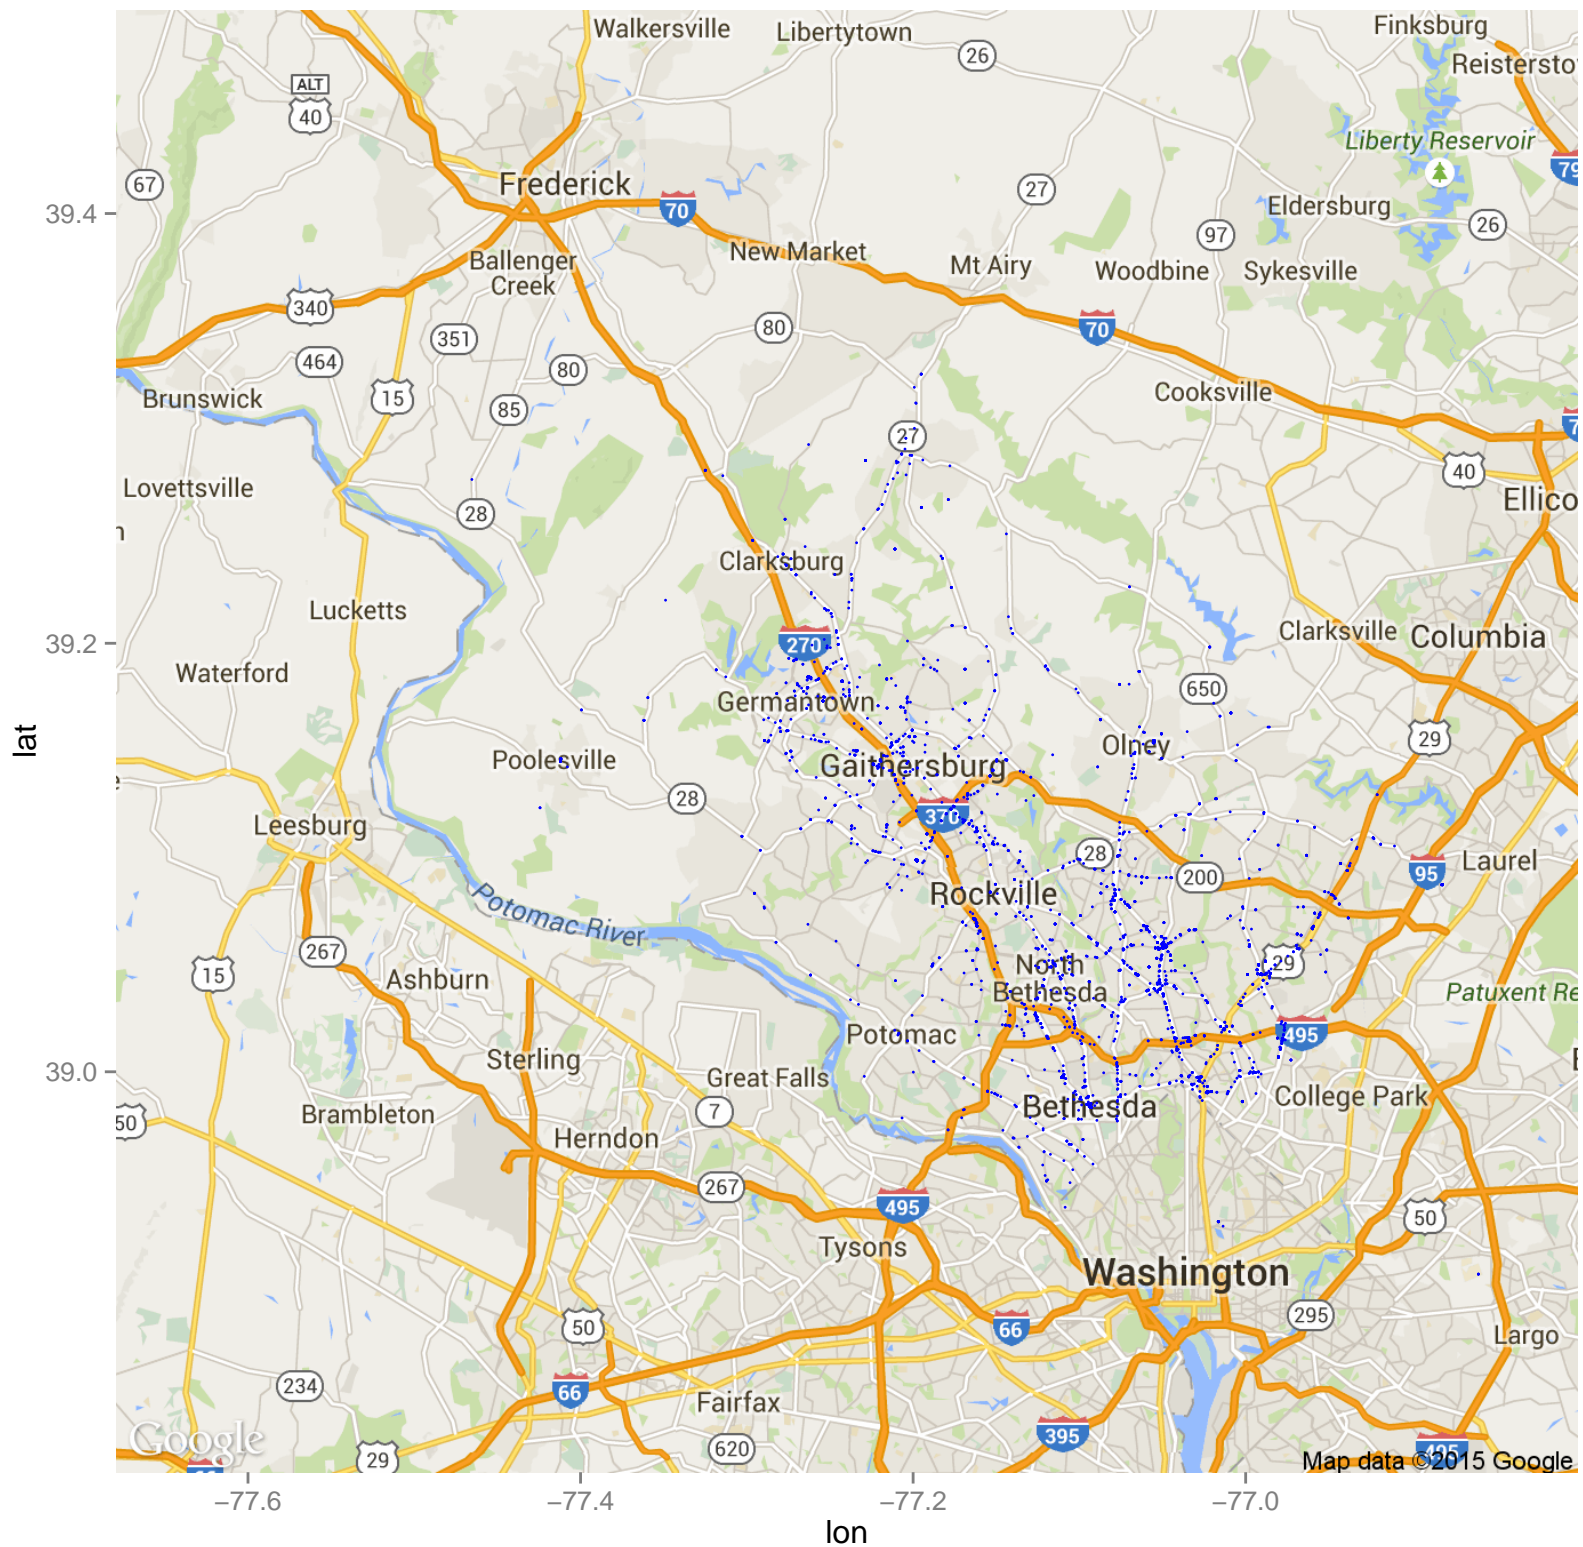 Walkersville
Libertytown
Finksburg
26
Reistersto
ALT
40
Liberty Reservoir
79
67
Frederick
70
27
Eldersburg
26
39.4
97
New Market
Mt Airy
Woodbine
Sykesville
Ballenger
Creek
340
80
70
351
464
80
Brunswick
15
85
Cooksville
7
27
40
Lovettsville
28
Ellico
n
Clarksburg
Lucketts
270
Clarksville
Columbia
39.2
Waterford
650
Germantown
29
Olney
lat
Poolesville
Gaithersburg
e
28
370
Leesburg
28
95
Laurel
200
Rockville
Potomac River
267
15
Ashburn
29
North
Bethesda
Patuxent Re
495
Potomac
Sterling
E
39.0
Great Falls
Brambleton
7
Bethesda
College Park
50
Herndon
267
495
50
Tysons
Washington
295
50
66
Largo
234
66
Fairfax
Google
395
29
620
495
Map data ©2015 Google
−77.6
−77.4
−77.2
−77.0
lon